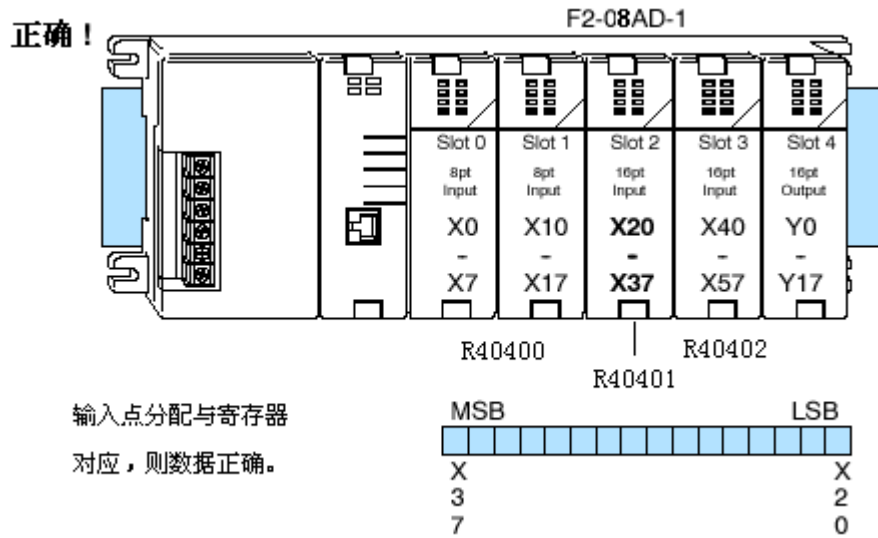 F2-08AD-1
正确！
Slot 0
8pt
Input
X0
-
X7
Slot 1
8pt
Input
X10
-
X17
Slot 2
16pt
Input
X20
-
X37
Slot 3
16pt
Input
X40
-
X57
Slot 4
16pt
Output
Y0
-
Y17
R40400
R40401
R40402
输入点分配与寄存器
对应，则数据正确。
MSB
LSB
X
3
7
X
2
0